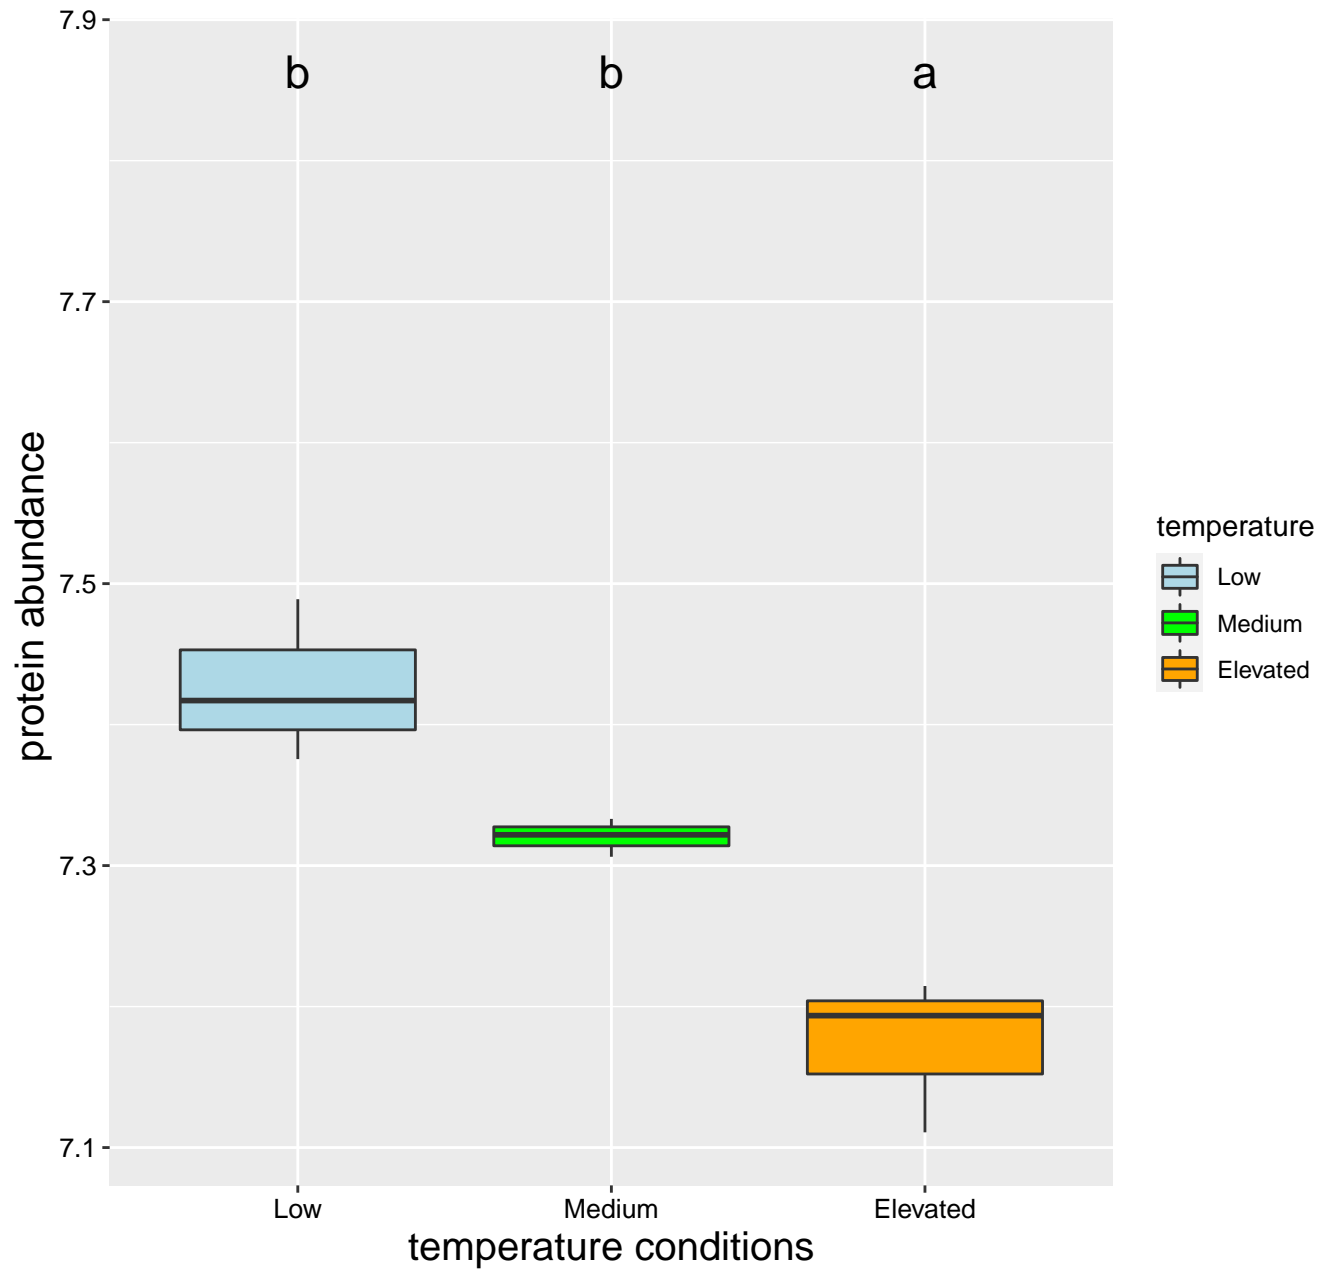 b b a
7.9
7.7
7.5
7.3
7.1
protein abundance
Low Medium Elevated
temperature conditions
temperature
Low
Medium
Elevated